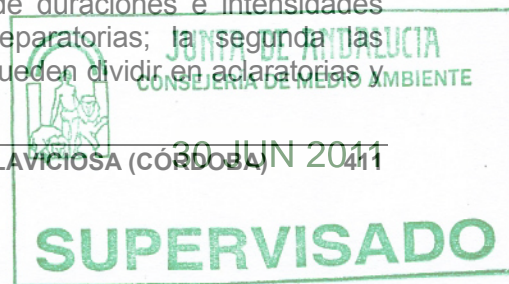 de duraciones e intensidades
eparatorias; la segunda las
JUNTA DE ANDALUCIA
ueden dividir en aclaratorias y
CONSEJERIA DE MEDIO AMBIENTE
LAVICIOSA (CÓRDOBA) 411
30 JUN 2011
SUPERVISADO